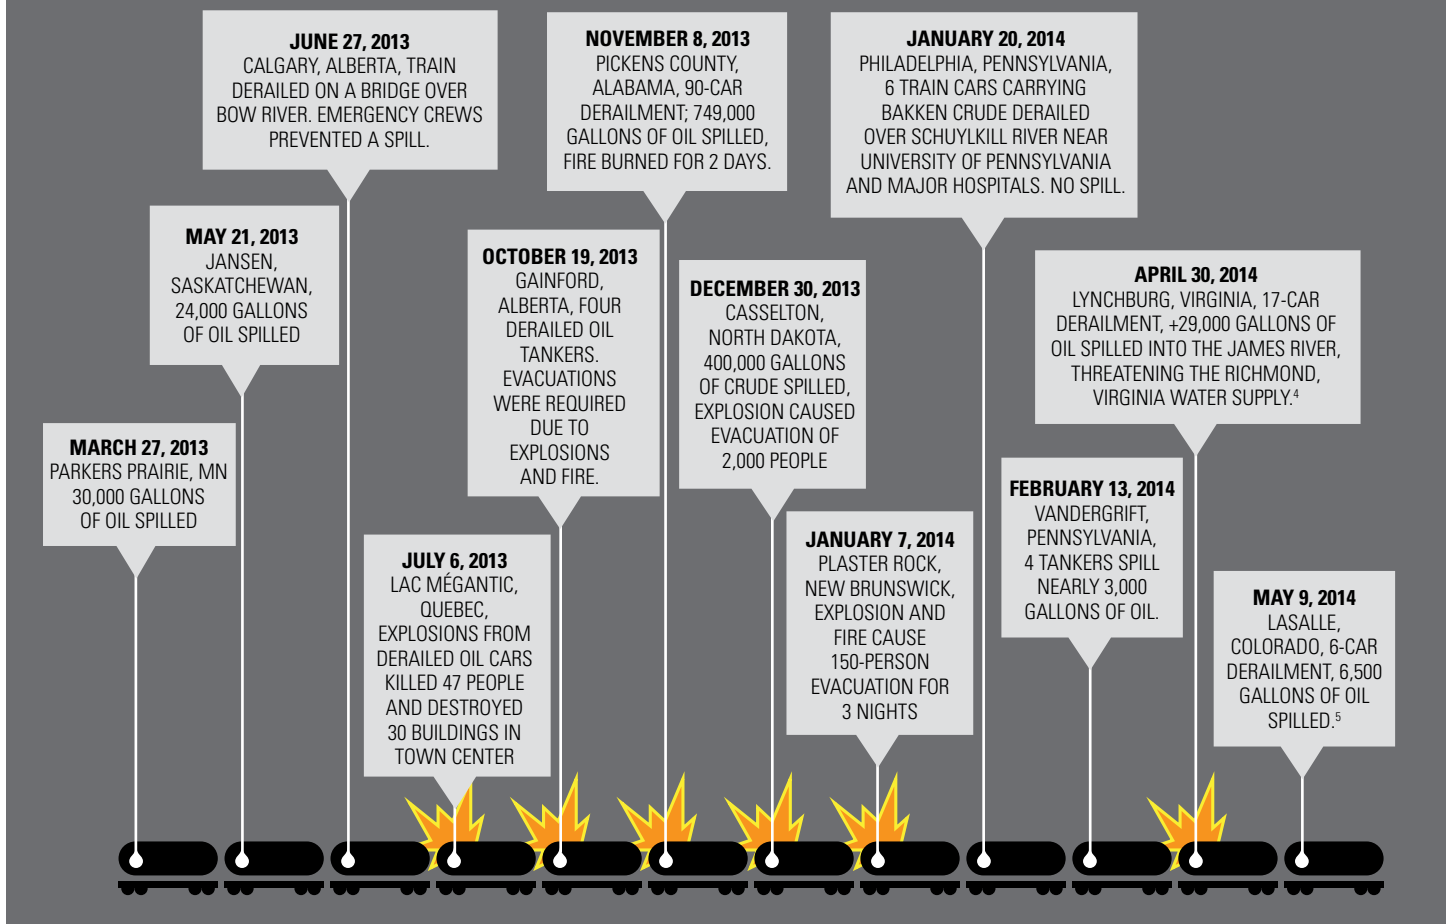 MARCH 27, 2013
PARKERS PRAIRIE, MN
30,000 GALLONS
OF OIL SPILLED
MAY 21, 2013
JANSEN,
SASKATCHEWAN,
24,000 GALLONS
OF OIL SPILLED
JUNE 27, 2013
CALGARY, ALBERTA, TRAIN
DERAILED ON A BRIDGE OVER
BOW RIVER. EMERGENCY CREWS
PREVENTED A SPILL.
JULY 6, 2013
LAC MÉGANTIC,
QUEBEC,
EXPLOSIONS FROM
DERAILED OIL CARS
KILLED 47 PEOPLE
AND DESTROYED
30 BUILDINGS IN
TOWN CENTER
OCTOBER 19, 2013
GAINFORD,
ALBERTA, FOUR
DERAILED OIL
TANKERS.
EVACUATIONS
WERE REQUIRED
DUE TO
EXPLOSIONS
AND FIRE.
NOVEMBER 8, 2013
PICKENS COUNTY,
ALABAMA, 90-CAR
DERAILMENT; 749,000
GALLONS OF OIL SPILLED,
FIRE BURNED FOR 2 DAYS.
DECEMBER 30, 2013
CASSELTON,
NORTH DAKOTA,
400,000 GALLONS
OF CRUDE SPILLED,
EXPLOSION CAUSED
EVACUATION OF
2,000 PEOPLE
JANUARY 7, 2014
PLASTER ROCK,
NEW BRUNSWICK,
EXPLOSION AND
FIRE CAUSE
150-PERSON
EVACUATION FOR
3 NIGHTS
JANUARY 20, 2014
PHILADELPHIA, PENNSYLVANIA,
6 TRAIN CARS CARRYING
BAKKEN CRUDE DERAILED
OVER SCHUYLKILL RIVER NEAR
UNIVERSITY OF PENNSYLVANIA
AND MAJOR HOSPITALS. NO SPILL.
FEBRUARY 13, 2014
VANDERGRIFT,
PENNSYLVANIA,
4 TANKERS SPILL
NEARLY 3,000
GALLONS OF OIL.
APRIL 30, 2014
LYNCHBURG, VIRGINIA, 17-CAR
DERAILMENT, +29,000 GALLONS OF
OIL SPILLED INTO THE JAMES RIVER,
THREATENING THE RICHMOND,
VIRGINIA WATER SUPPLY.⁴
MAY 9, 2014
LASALLE,
COLORADO, 6-CAR
DERAILMENT, 6,500
GALLONS OF OIL
SPILLED.⁵